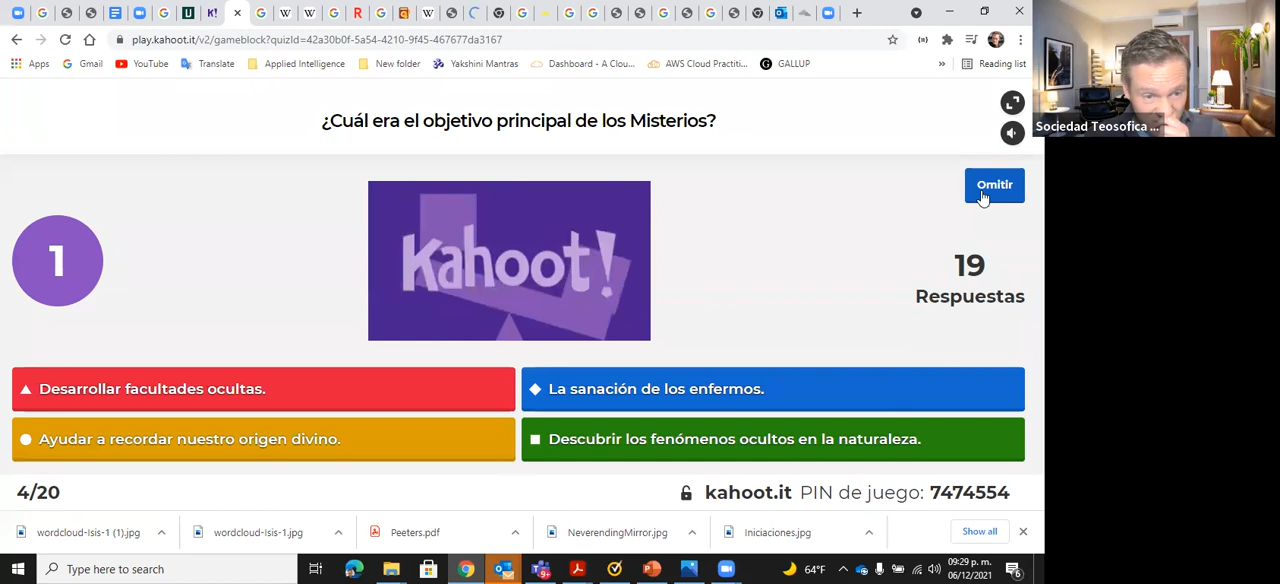 play.kahoot.it/v2/gameblock?quizId=42a30b0f-5a54-4210-9f45-467677da3167
Apps
Gmail
YouTube
Translate
Applied Intelligence
New folder
Yakshini Mantras
Dashboard - A Clou...
AWS Cloud Practiti...
GALLUP
»
Reading list
¿Cuál era el objetivo principal de los Misterios?
Sociedad Teosofica ...
Omitir
1
Kahoot!
19
Respuestas
Desarrollar facultades ocultas.
La sanación de los enfermos.
Ayudar a recordar nuestro origen divino.
Descubrir los fenómenos ocultos en la naturaleza.
4/20
kahoot.it PIN de juego: 7474554
wordcloud-Isis-1 (1).jpg
wordcloud-Isis-1.jpg
Peeters.pdf
NeverendingMirror.jpg
Iniciaciones.jpg
Show all
Type here to search
64°F
09:29 p. m.
06/12/2021
6